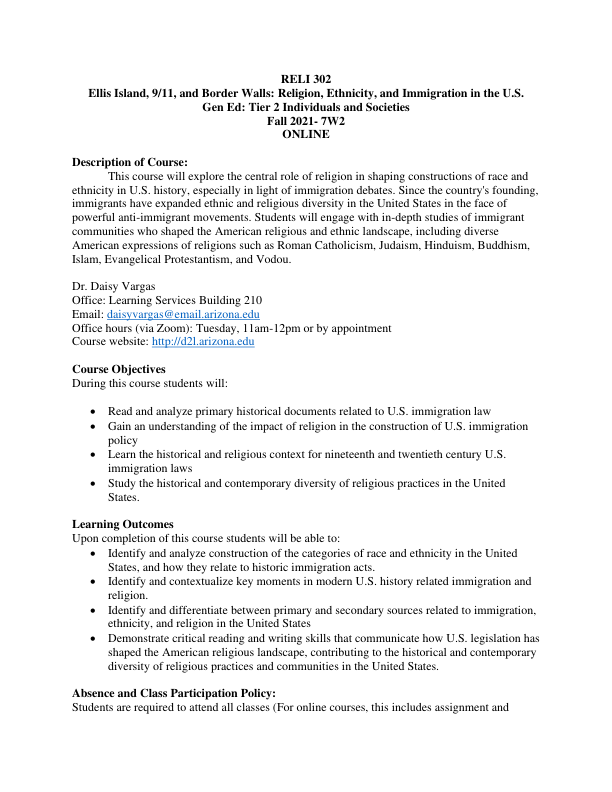 RELI 302
Ellis Island, 9/11, and Border Walls: Religion, Ethnicity, and Immigration in the U.S.
Gen Ed: Tier 2 Individuals and Societies
Fall 2021- 7W2
ONLINE
Description of Course:
This course will explore the central role of religion in shaping constructions of race and
ethnicity in U.S. history, especially in light of immigration debates. Since the country's founding,
immigrants have expanded ethnic and religious diversity in the United States in the face of
powerful anti-immigrant movements. Students will engage with in-depth studies of immigrant
communities who shaped the American religious and ethnic landscape, including diverse
American expressions of religions such as Roman Catholicism, Judaism, Hinduism, Buddhism,
Islam, Evangelical Protestantism, and Vodou.
Dr. Daisy Vargas
Office: Learning Services Building 210
Email: daisyvargas@email.arizona.edu
Office hours (via Zoom): Tuesday, 11am-12pm or by appointment
Course website: http://d2l.arizona.edu
Course Objectives
During this course students will:
• Read and analyze primary historical documents related to U.S. immigration law
• Gain an understanding of the impact of religion in the construction of U.S. immigration
policy
• Learn the historical and religious context for nineteenth and twentieth century U.S.
immigration laws
• Study the historical and contemporary diversity of religious practices in the United
States.
Learning Outcomes
Upon completion of this course students will be able to:
• Identify and analyze construction of the categories of race and ethnicity in the United
States, and how they relate to historic immigration acts.
• Identify and contextualize key moments in modern U.S. history related immigration and
religion.
• Identify and differentiate between primary and secondary sources related to immigration,
ethnicity, and religion in the United States
• Demonstrate critical reading and writing skills that communicate how U.S. legislation has
shaped the American religious landscape, contributing to the historical and contemporary
diversity of religious practices and communities in the United States.
Absence and Class Participation Policy:
Students are required to attend all classes (For online courses, this includes assignment and